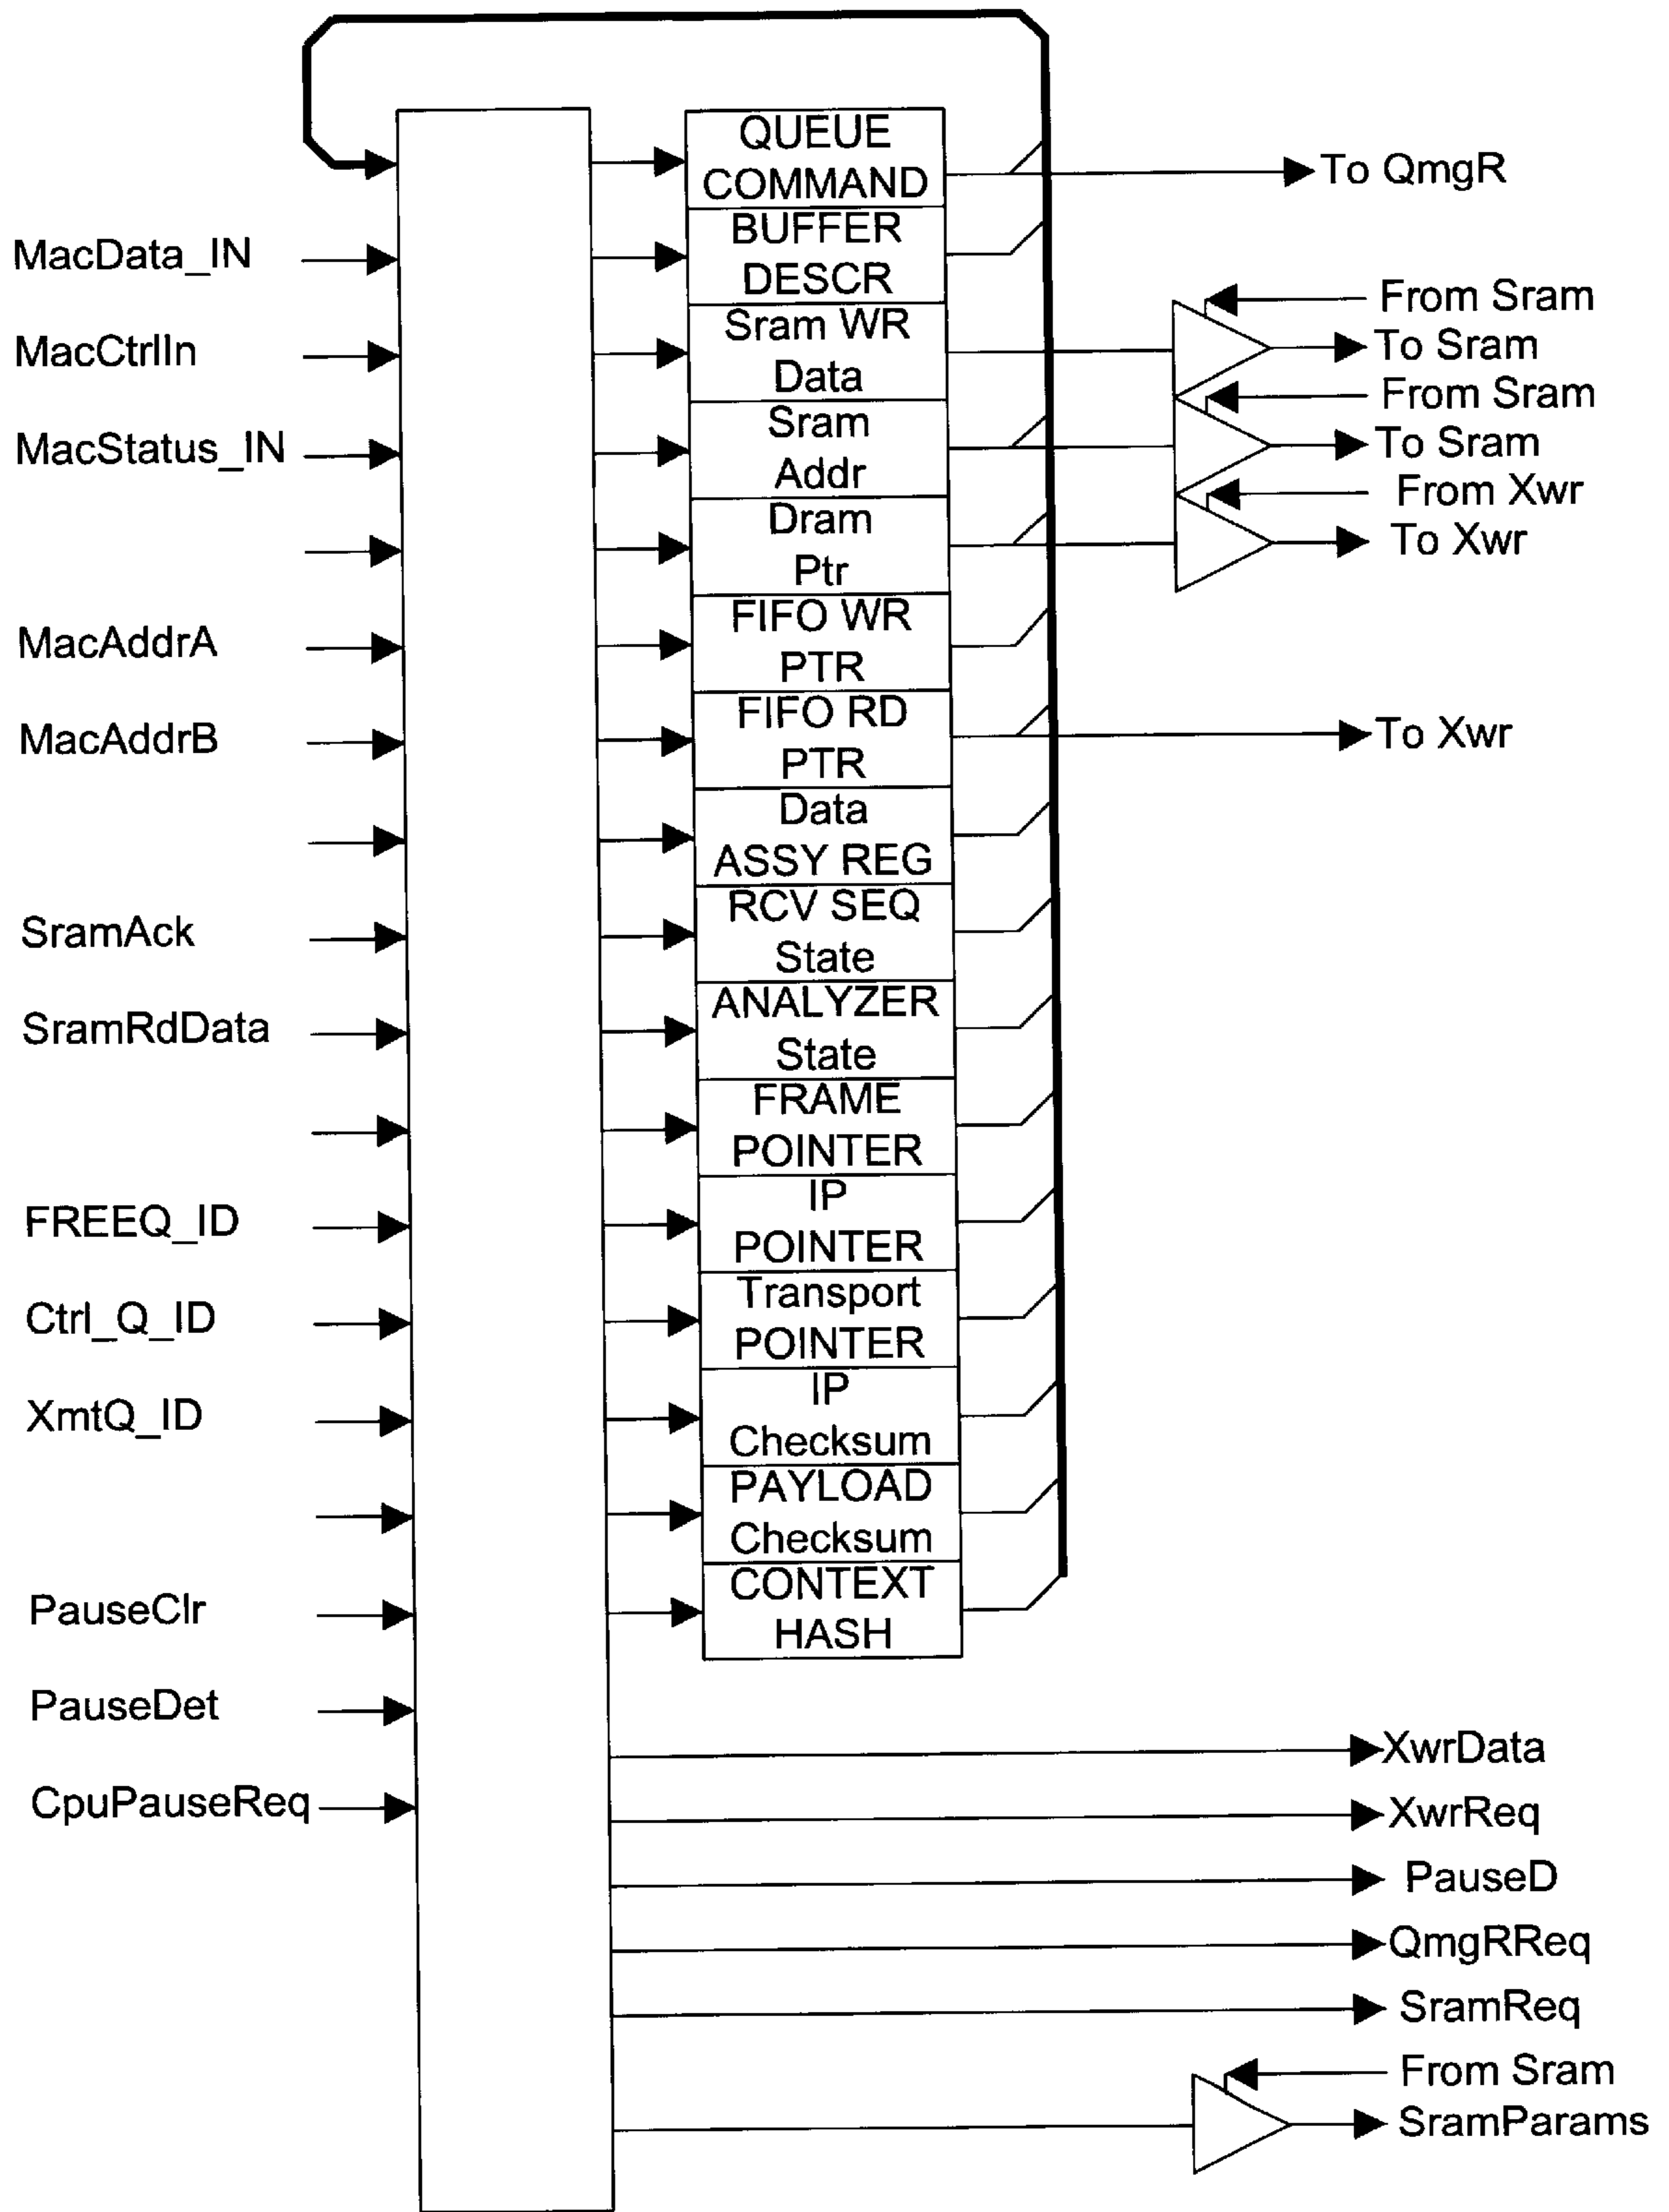 MacData_IN
MacCtrlIn
MacStatus_IN
MacAddrA
MacAddrB
SramAck
SramRdData
FREEQ_ID
Ctrl_Q_ID
XmtQ_ID
PauseClr
PauseDet
CpuPauseReq
QUEUE
COMMAND
BUFFER
DESCR
Sram WR
Data
Sram
Addr
Dram
Ptr
FIFO WR
PTR
FIFO RD
PTR
Data
ASSY REG
RCV SEQ
State
ANALYZER
State
FRAME
POINTER
IP
POINTER
Transport
POINTER
IP
Checksum
PAYLOAD
Checksum
CONTEXT
HASH
To QmgR
From Sram
To Sram
From Sram
To Sram
From Xwr
To Xwr
To Xwr
XwrData
XwrReq
PauseD
QmgRReq
SramReq
From Sram
SramParams